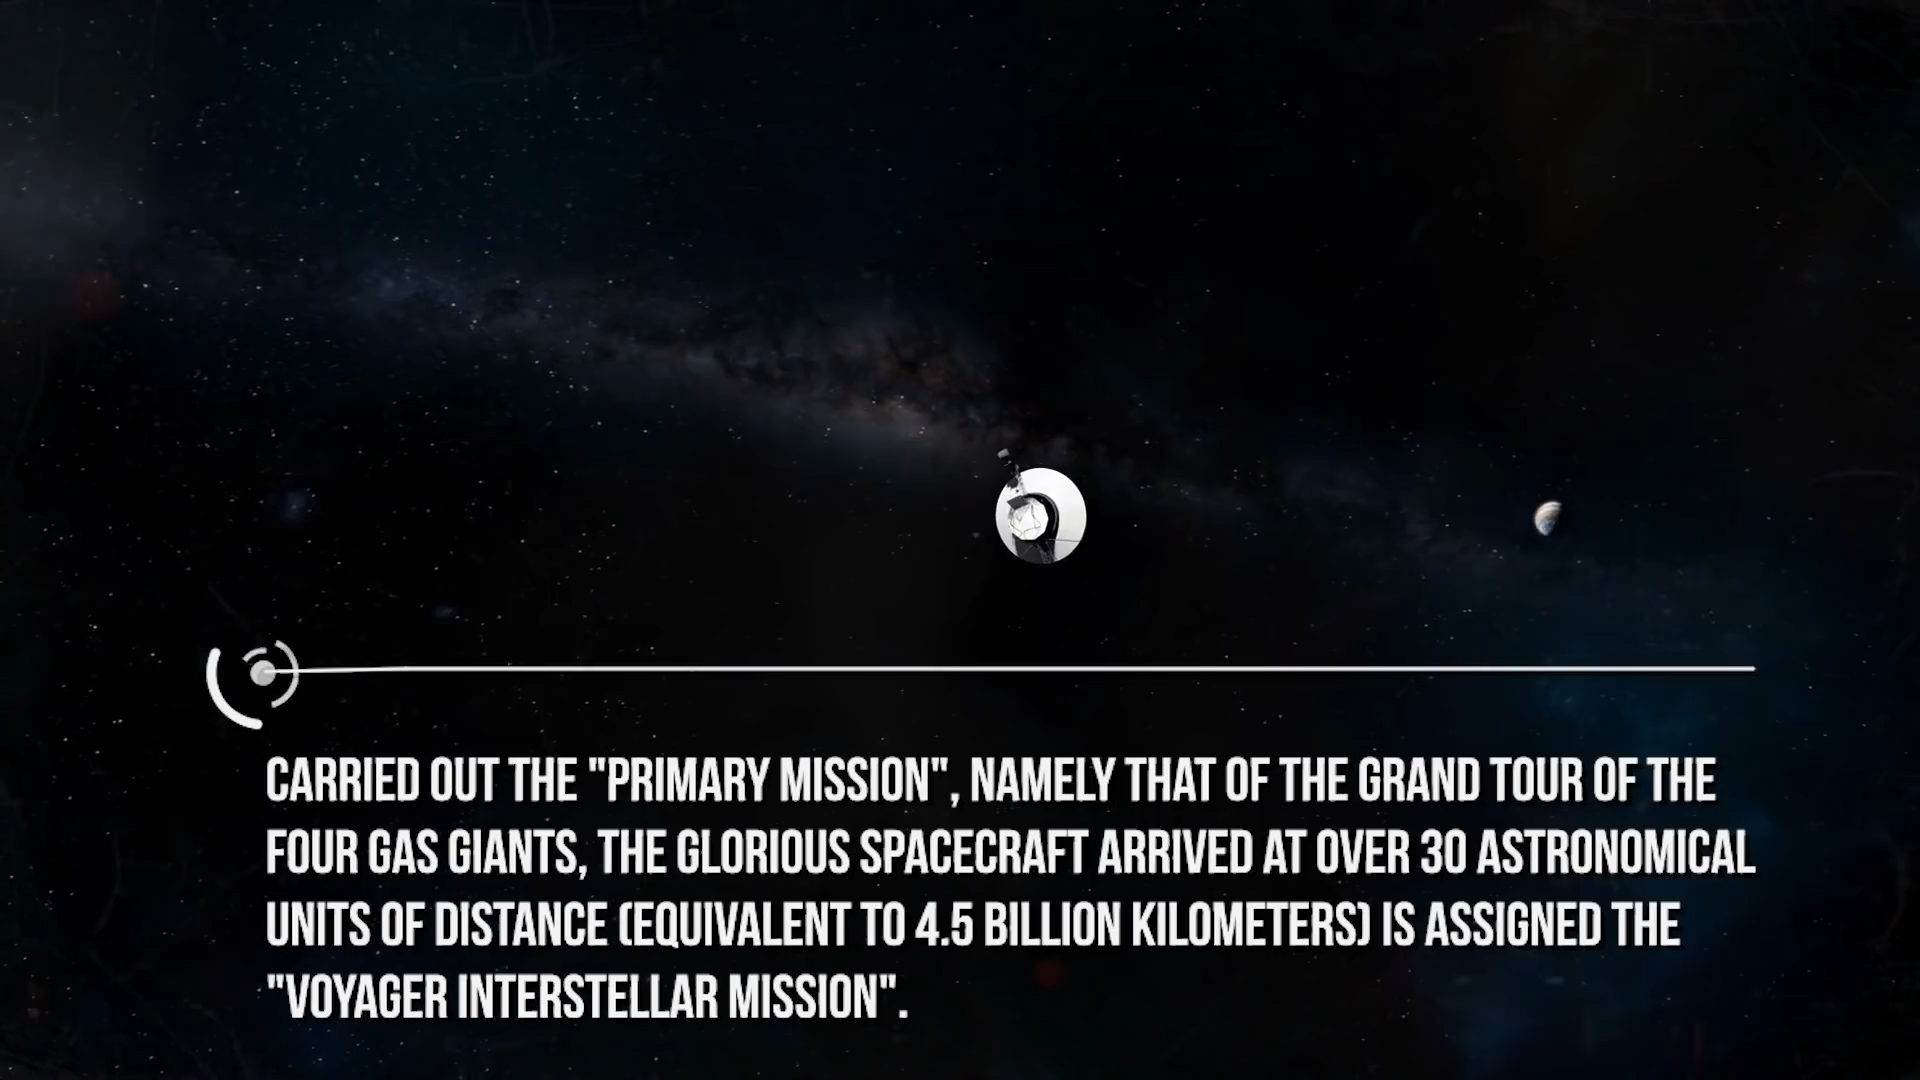 CARRIED OUT THE "PRIMARY MISSION", NAMELY THAT OF THE GRAND TOUR OF THE
FOUR GAS GIANTS, THE GLORIOUS SPACECRAFT ARRIVED AT OVER 30 ASTRONOMICAL
UNITS OF DISTANCE (EQUIVALENT TO 4.5 BILLION KILOMETERS) IS ASSIGNED THE
"VOYAGER INTERSTELLAR MISSION".